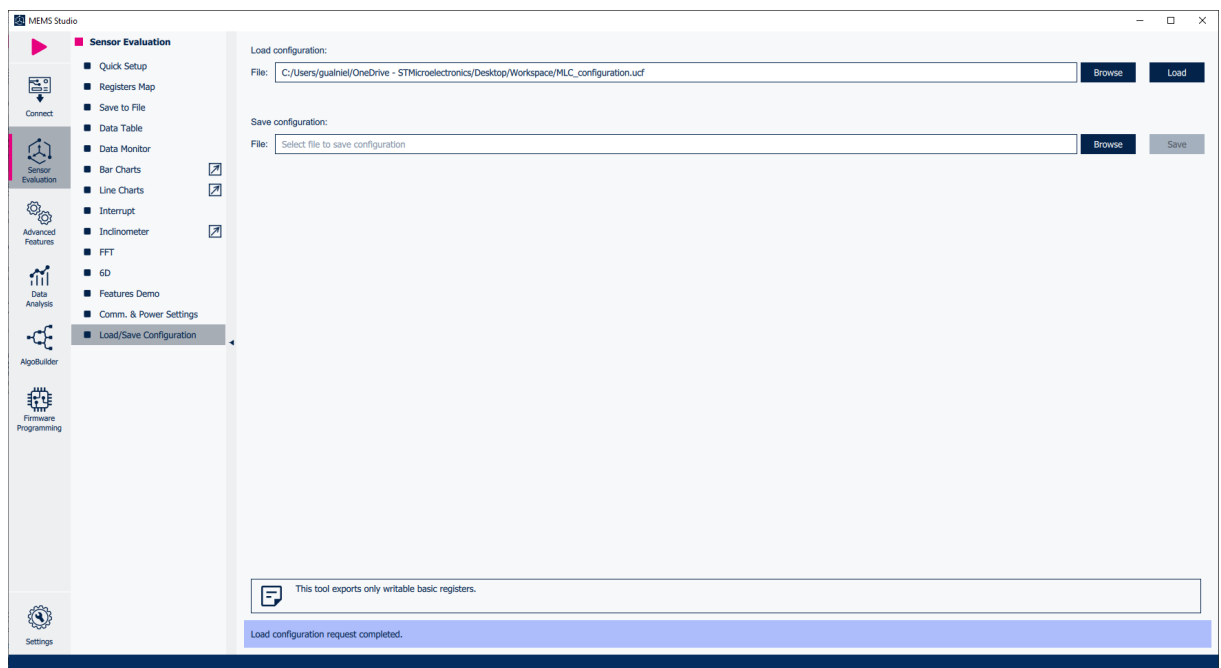 MEMS Studio
Connect
Sensor
Evaluation
Advanced
Features
Data
Analysis
AlgoBuilder
Firmware
Programming
Settings
Sensor Evaluation
Quick Setup
Registers Map
Save to File
Data Table
Data Monitor
Bar Charts
Line Charts
Interrupt
Inclinometer
FFT
6D
Features Demo
Comm. & Power Settings
Load/Save Configuration
Load configuration:
File: C:/Users/gualniel/OneDrive - STMicroelectronics/Desktop/Workspace/MLC_configuration.ucf Browse Load
Save configuration:
File: Select file to save configuration Browse Save
This tool exports only writable basic registers.
Load configuration request completed.